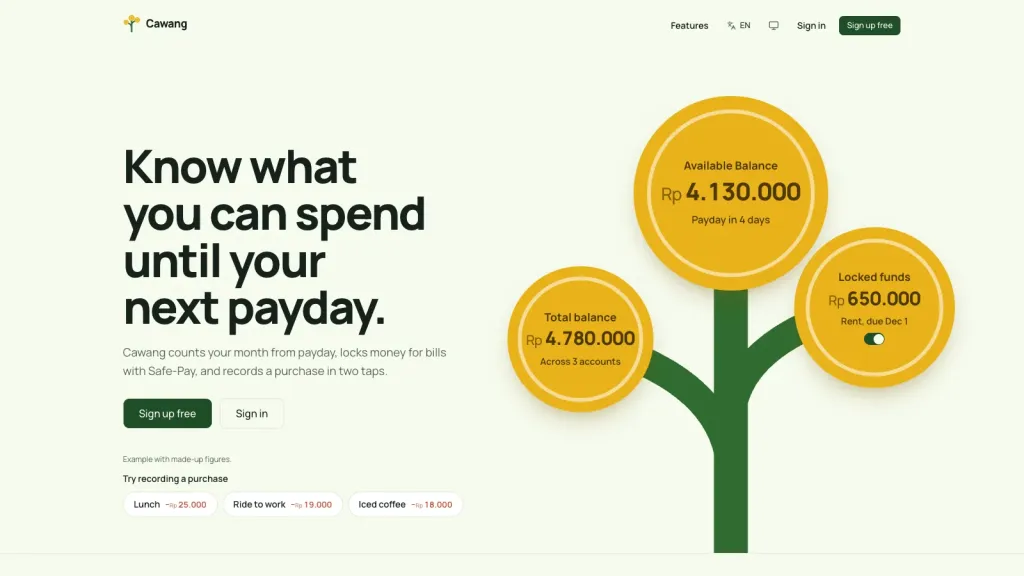 Cawang
Features
EN
Sign in
Sign up free
Know what
you can spend
until your
next payday.
Cawang counts your month from payday, locks money for bills
with Safe-Pay, and records a purchase in two taps.
Sign up free
Sign in
Example with made-up figures.
Try recording a purchase
Lunch −Rp 25.000
Ride to work −Rp 19.000
Iced coffee −Rp 18.000
Available Balance
Rp 4.130.000
Payday in 4 days
Locked funds
Rp 650.000
Rent, due Dec 1
Total balance
Rp 4.780.000
Across 3 accounts